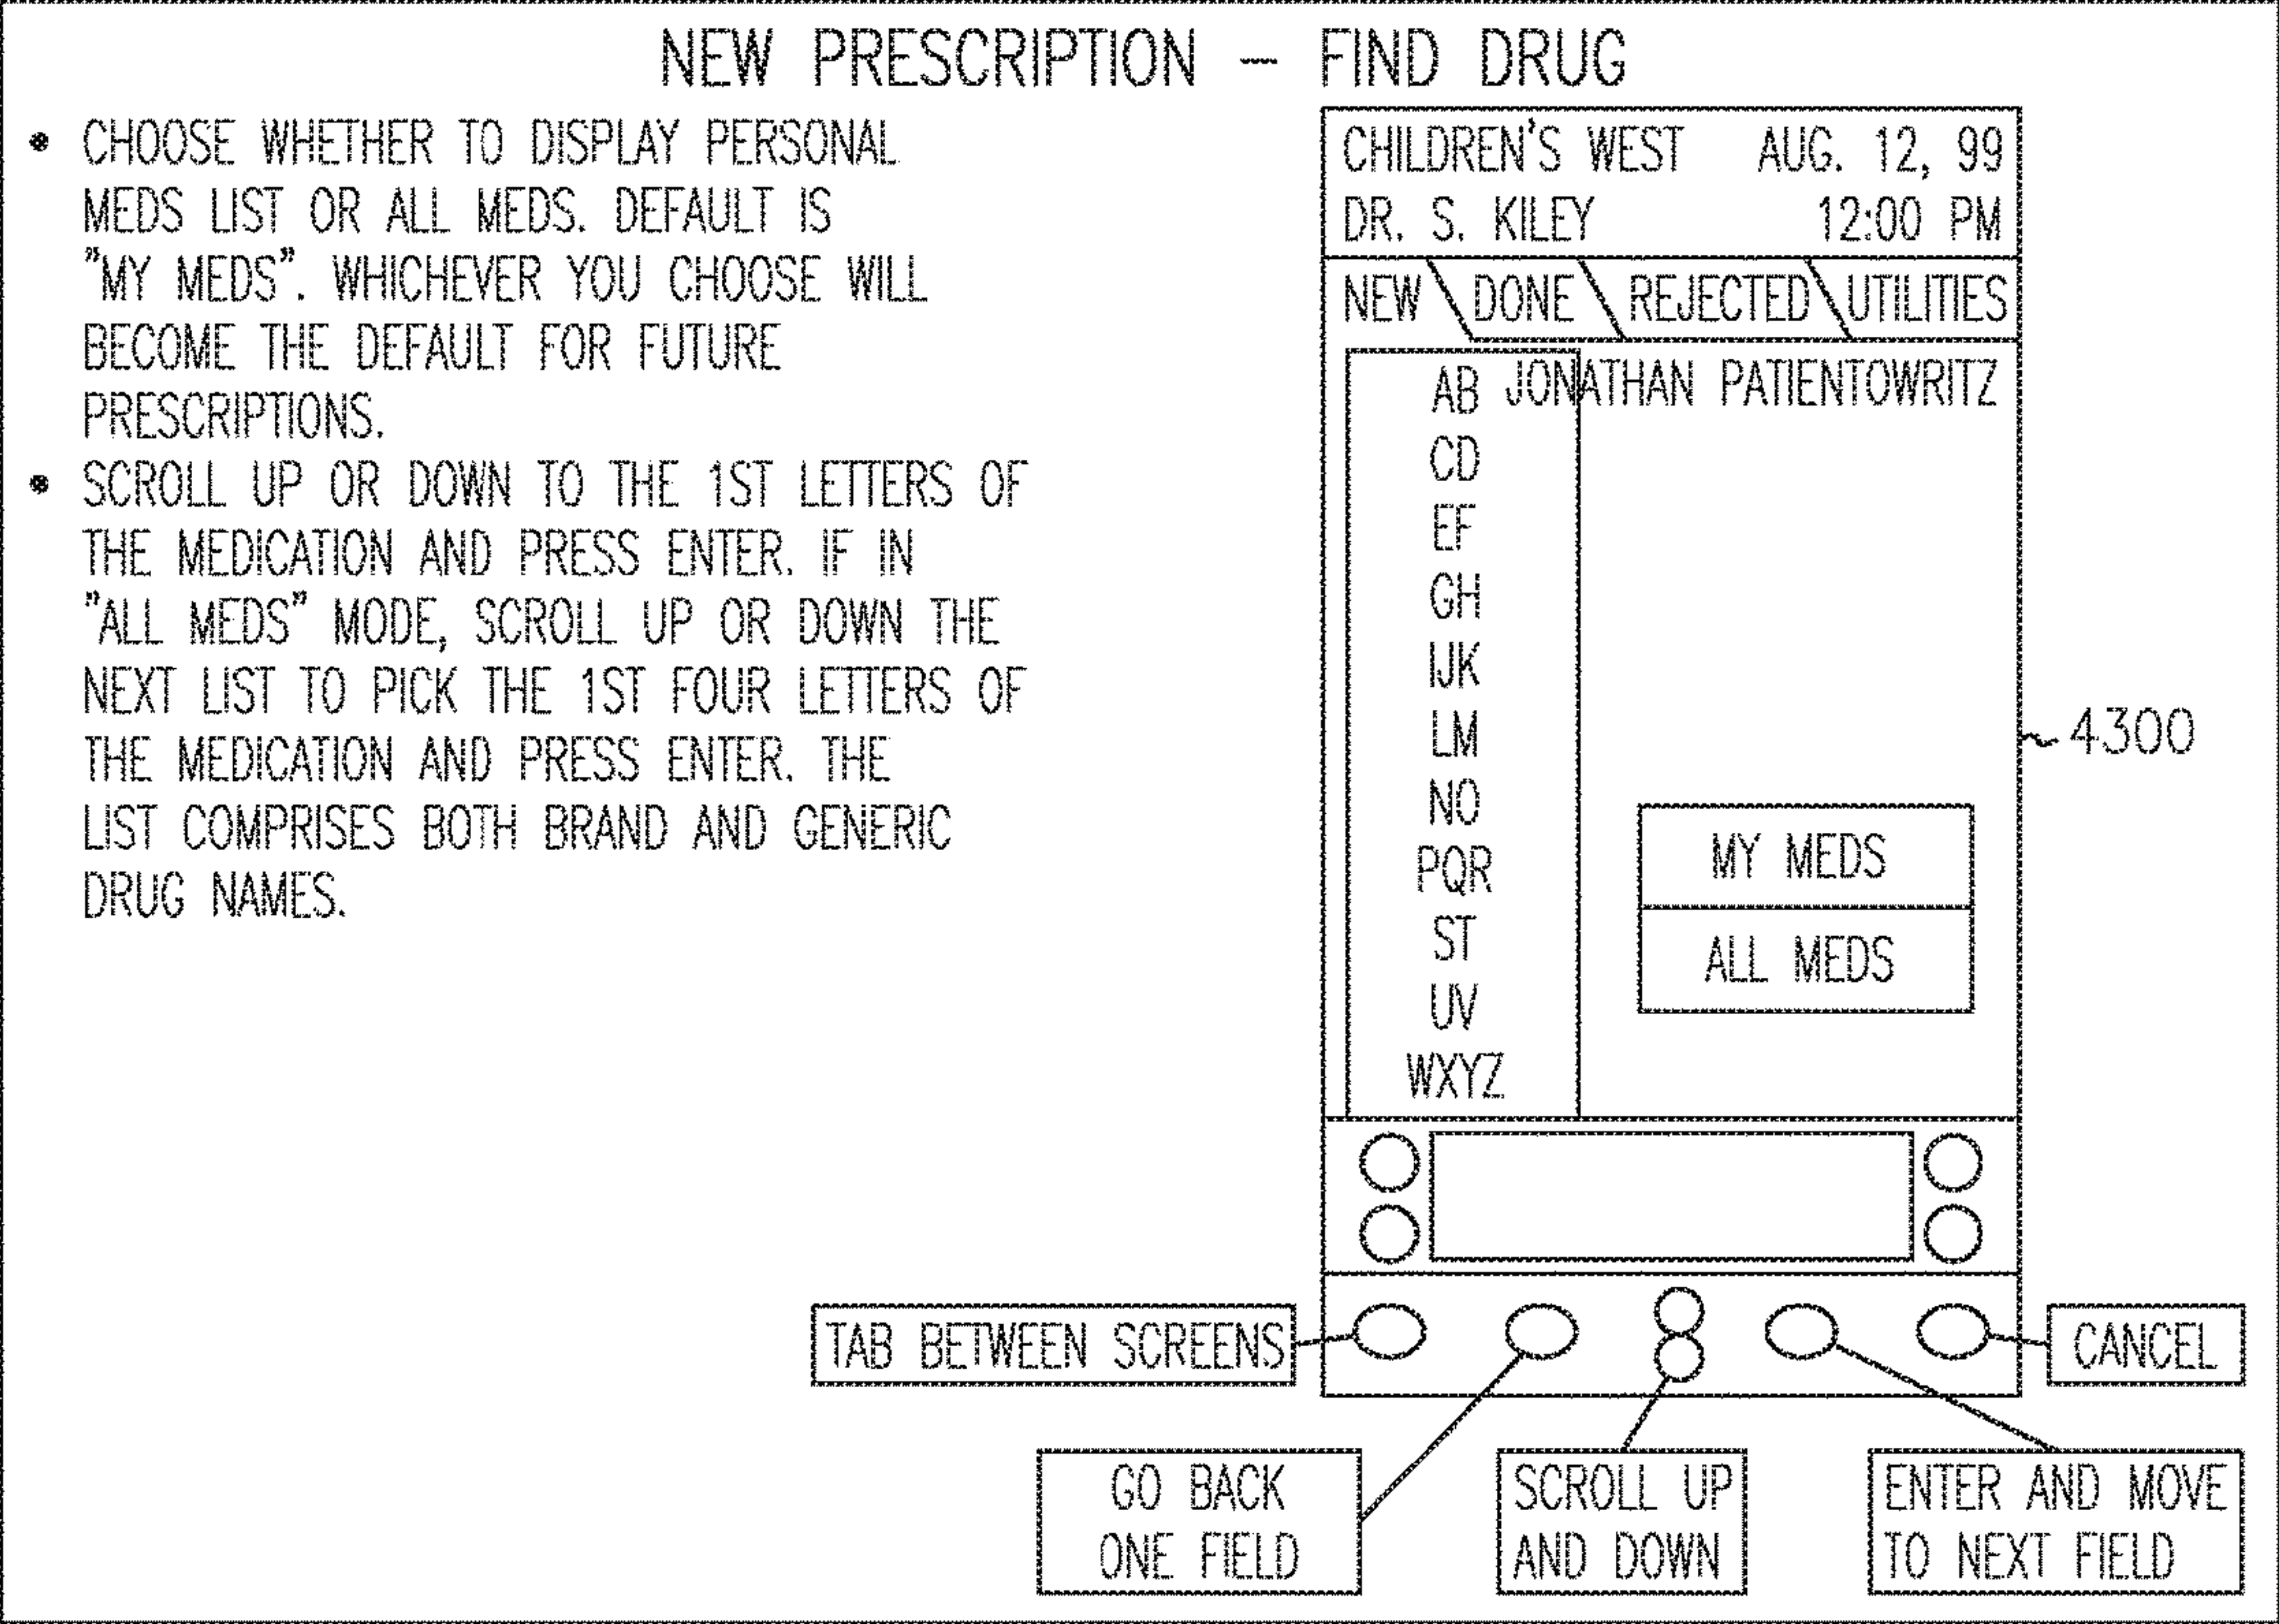 NEW PRESCRIPTION – FIND DRUG
• CHOOSE WHETHER TO DISPLAY PERSONAL
MEDS LIST OR ALL MEDS. DEFAULT IS
"MY MEDS". WHICHEVER YOU CHOOSE WILL
BECOME THE DEFAULT FOR FUTURE
PRESCRIPTIONS.
• SCROLL UP OR DOWN TO THE 1ST LETTERS OF
THE MEDICATION AND PRESS ENTER. IF IN
"ALL MEDS" MODE, SCROLL UP OR DOWN THE
NEXT LIST TO PICK THE 1ST FOUR LETTERS OF
THE MEDICATION AND PRESS ENTER. THE
LIST COMPRISES BOTH BRAND AND GENERIC
DRUG NAMES.
CHILDREN'S WEST AUG. 12, 99
DR. S. KILEY 12:00 PM
NEW DONE REJECTED UTILITIES
JONATHAN PATIENTOWRITZ
AB
CD
EF
GH
IJK
LM
NO
PQR
ST
UV
WXYZ
MY MEDS
ALL MEDS
4300
TAB BETWEEN SCREENS
CANCEL
GO BACK
ONE FIELD
SCROLL UP
AND DOWN
ENTER AND MOVE
TO NEXT FIELD